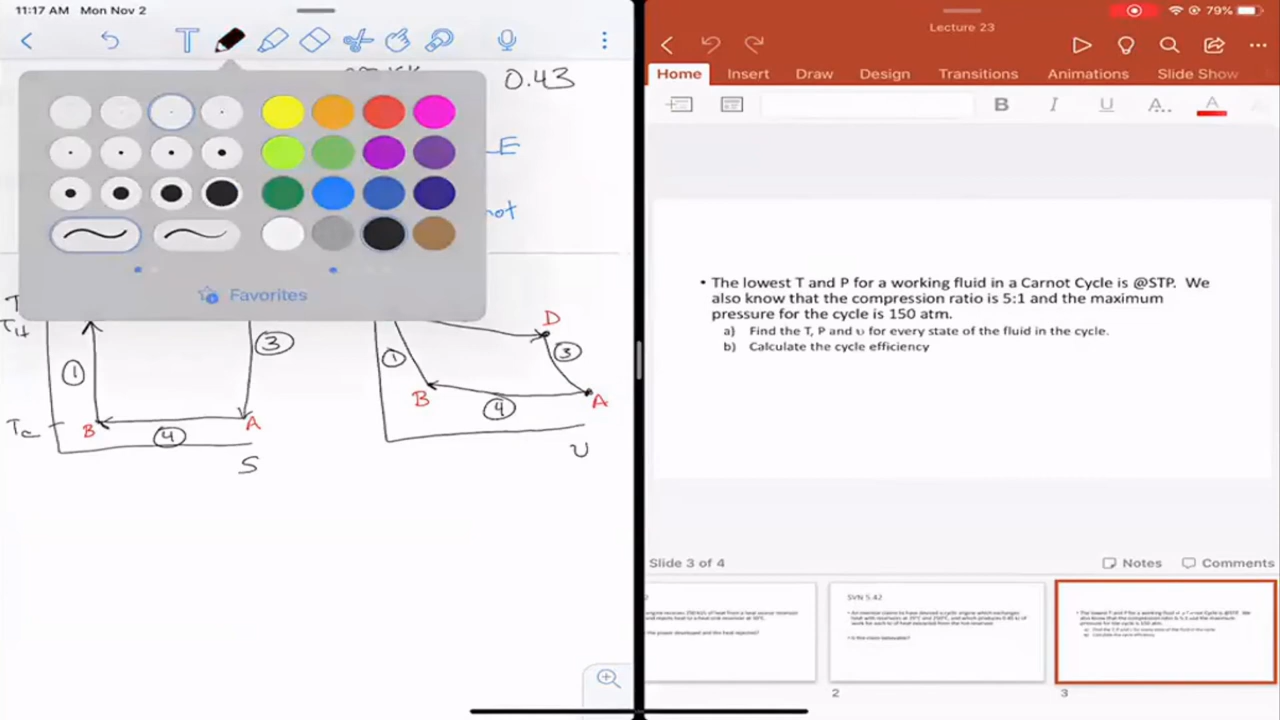 11:17 AM Mon Nov 2
T
0.43
E
not
Favorites
T
TH
1
3
Tc
B
4
A
S
D
1
3
B
4
A
υ
79%
Lecture 23
Home Insert Draw Design Transitions Animations Slide Show
B I U A.. A
• The lowest T and P for a working fluid in a Carnot Cycle is @STP. We
also know that the compression ratio is 5:1 and the maximum
pressure for the cycle is 150 atm.
a) Find the T, P and υ for every state of the fluid in the cycle.
b) Calculate the cycle efficiency
Slide 3 of 4
Notes Comments
SVN 5.42
2
3